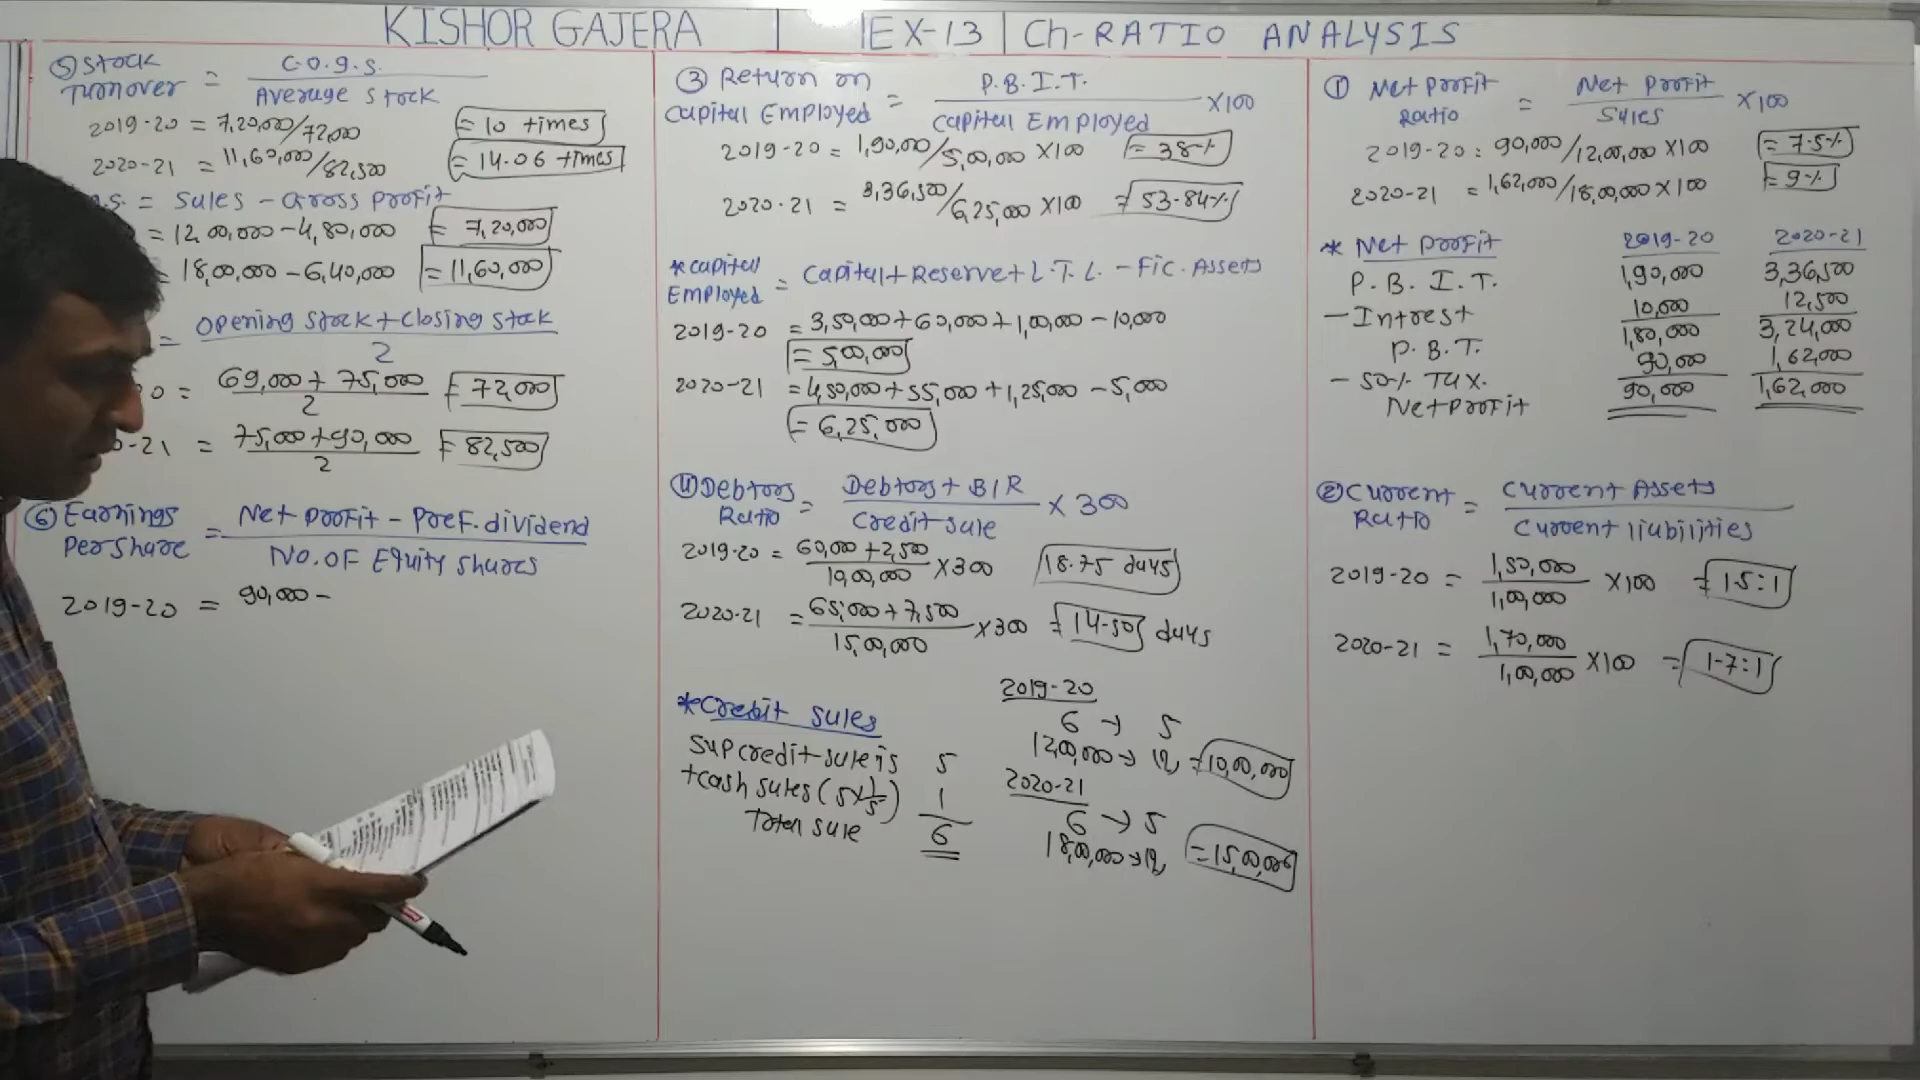 KISHOR GAJERA | EX-13 | Ch-RATIO ANALYSIS
① Net profit Ratio = Net profit / Sales × 100
2019-20 = 90,000/12,00,000 × 100 = 7.5%
2020-21 = 1,62,000/18,00,000 × 100 = 9%
* Net profit 2019-20 2020-21
P.B.I.T. 1,90,000 3,36,500
- Intrest 10,000 12,500
P.B.T. 1,80,000 3,24,000
- 50% Tax. 90,000 1,62,000
Net profit 90,000 1,62,000
② Current Ratio = Current Assets / Current liabilities
2019-20 = 1,50,000 / 1,00,000 × 100 = 1.5:1
2020-21 = 1,70,000 / 1,00,000 × 100 = 1.7:1
③ Return on Capital Employed = P.B.I.T. / Capital Employed × 100
2019-20 = 1,90,000/5,00,000 × 100 = 38%
2020-21 = 3,36,500/6,25,000 × 100 = 53.84%
* Capital Employed = Capital + Reserve + L.T.L. - Fic. Assets
2019-20 = 3,50,000 + 60,000 + 1,00,000 - 10,000
= 5,00,000
2020-21 = 4,50,000 + 55,000 + 1,25,000 - 5,000
= 6,25,000
④ Debtors Ratio = Debtors + B/R / Credit sale × 300
2019-20 = 60,000 + 2,500 / 10,00,000 × 300 18.75 days
2020-21 = 65,000 + 7,500 / 15,00,000 × 300 = 14.50 days
* Credit sales
Sup credit sale is 5
+ cash sales (5×1/5) 1
Total sale 6
2019-20
6 → 5
12,00,000 → (?) = 10,00,000
2020-21
6 → 5
18,00,000 → (?) = 15,00,000
⑤ Stock Turnover = C.O.G.S. / Average Stock
2019-20 = 7,20,000/72,000 = 10 times
2020-21 = 11,60,000/82,500 = 14.06 times
.S. = Sales - Gross profit
= 12,00,000 - 4,80,000 = 7,20,000
= 18,00,000 - 6,40,000 = 11,60,000
= Opening Stock + Closing Stock / 2
0 = 69,000 + 75,000 / 2 = 72,000
-21 = 75,000 + 90,000 / 2 = 82,500
⑥ Earnings Per Share = Net profit - Pref. dividend / No. of Equity Shares
2019-20 = 90,000 -